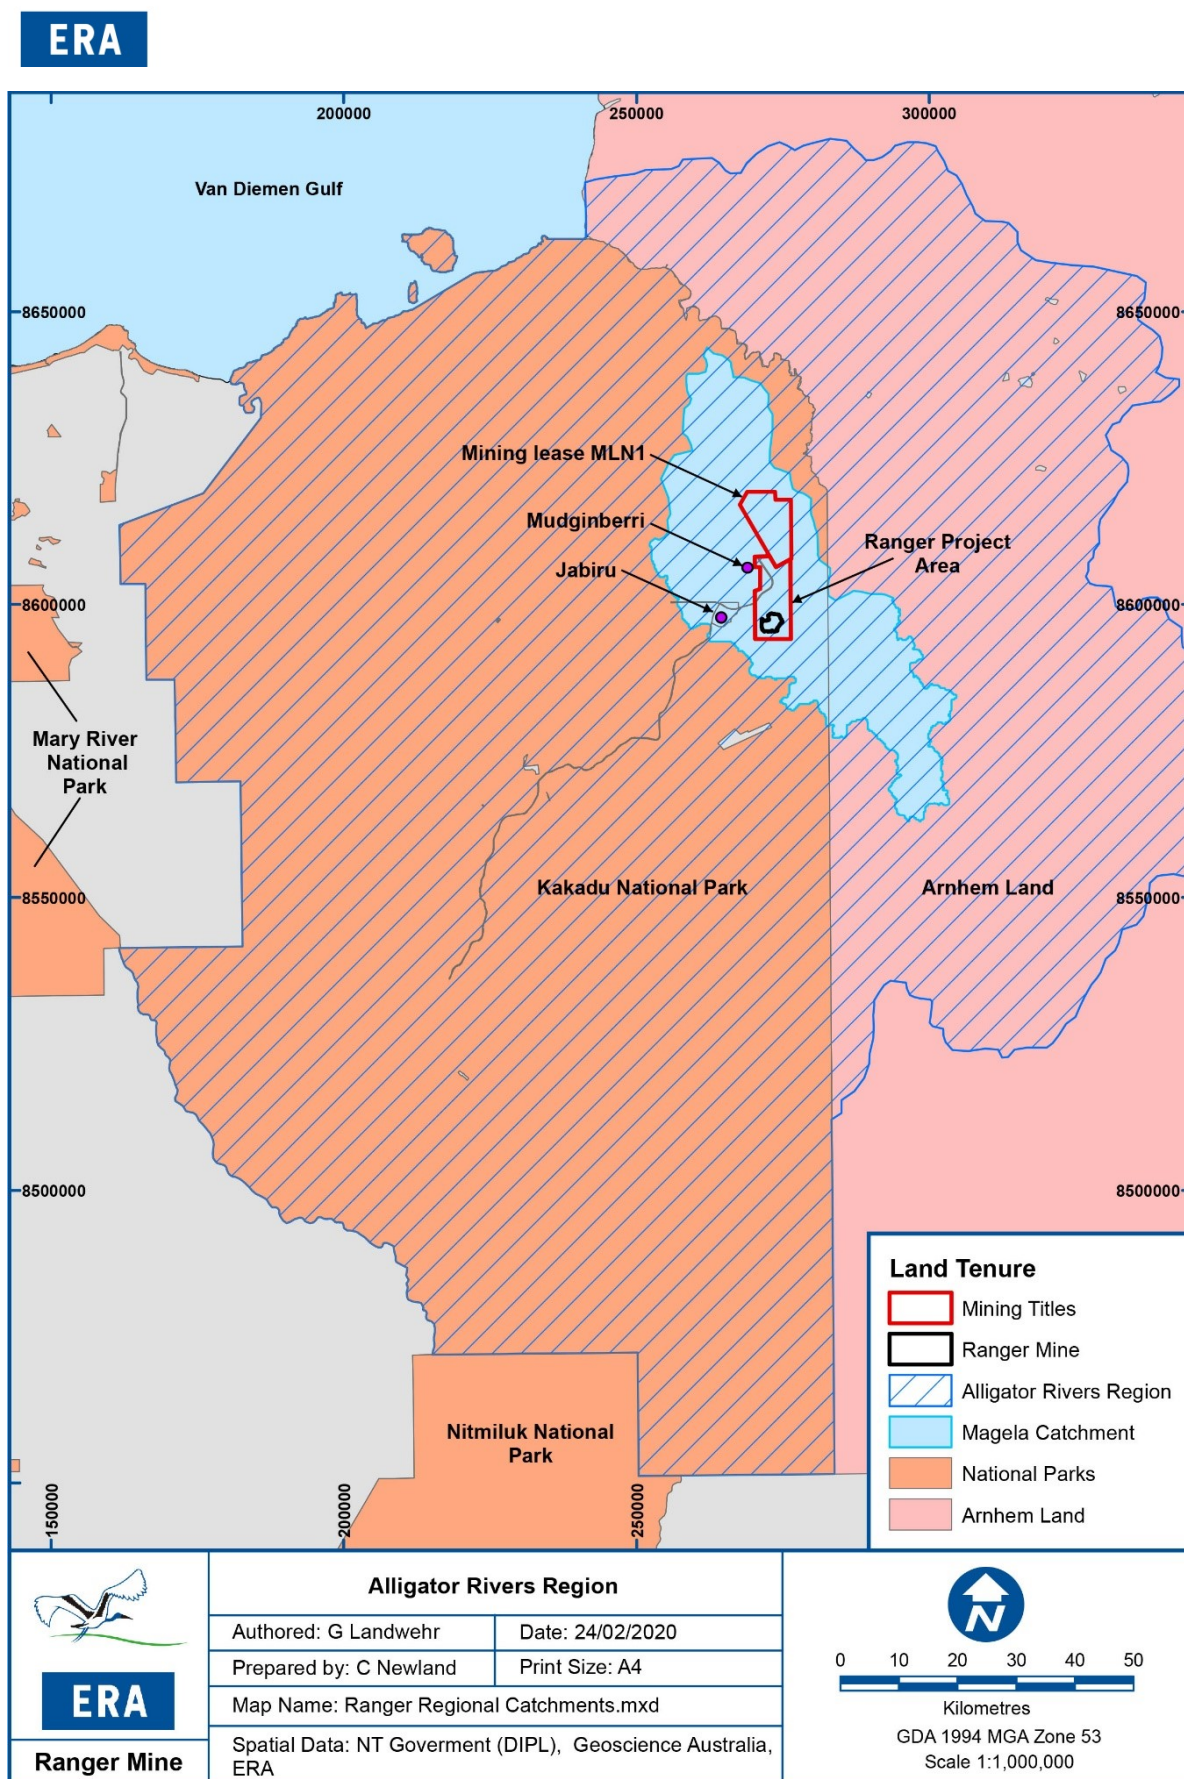 ERA
200000
250000
300000
Van Diemen Gulf
8650000
8650000
Mining lease MLN1
Mudginberri
Jabiru
Ranger Project
Area
8600000
8600000
Mary River
National
Park
Kakadu National Park
Arnhem Land
8550000
8550000
8500000
8500000
Nitmiluk National
Park
150000
200000
250000
Land Tenure
Mining Titles
Ranger Mine
Alligator Rivers Region
Magela Catchment
National Parks
Arnhem Land
ERA
Ranger Mine
Alligator Rivers Region
Authored: G Landwehr
Date: 24/02/2020
Prepared by: C Newland
Print Size: A4
Map Name: Ranger Regional Catchments.mxd
Spatial Data: NT Goverment (DIPL), Geoscience Australia,
ERA
N
0 10 20 30 40 50
Kilometres
GDA 1994 MGA Zone 53
Scale 1:1,000,000